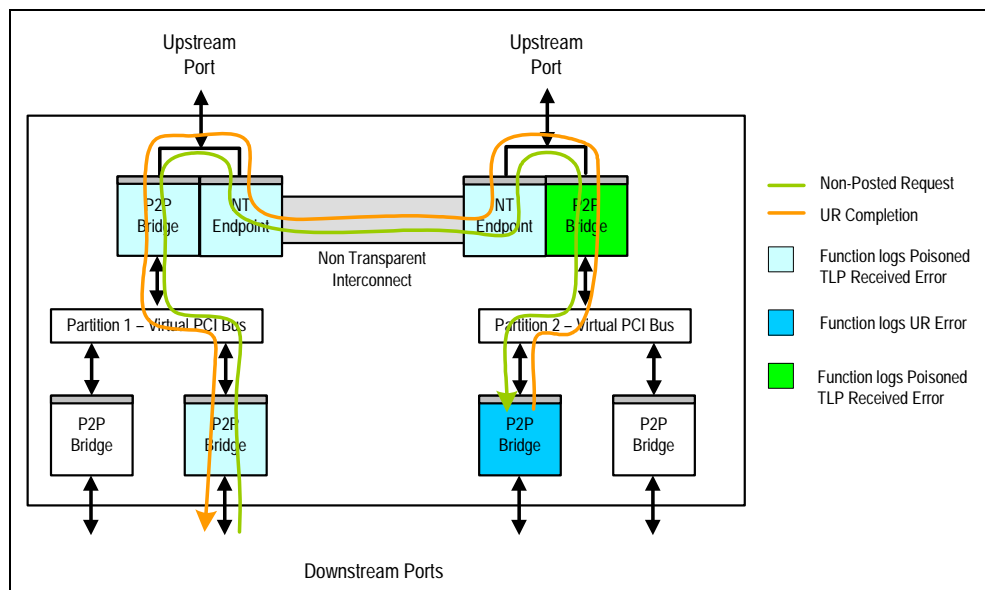 Upstream
Port
Upstream
Port
P2P
Bridge
NT
Endpoint
Non Transparent
Interconnect
NT
Endpoint
P2P
Bridge
Non-Posted Request
UR Completion
Function logs Poisoned
TLP Received Error
Function logs UR Error
Function logs Poisoned
TLP Received Error
Partition 1 – Virtual PCI Bus
Partition 2 – Virtual PCI Bus
P2P
Bridge
P2P
Bridge
P2P
Bridge
P2P
Bridge
Downstream Ports